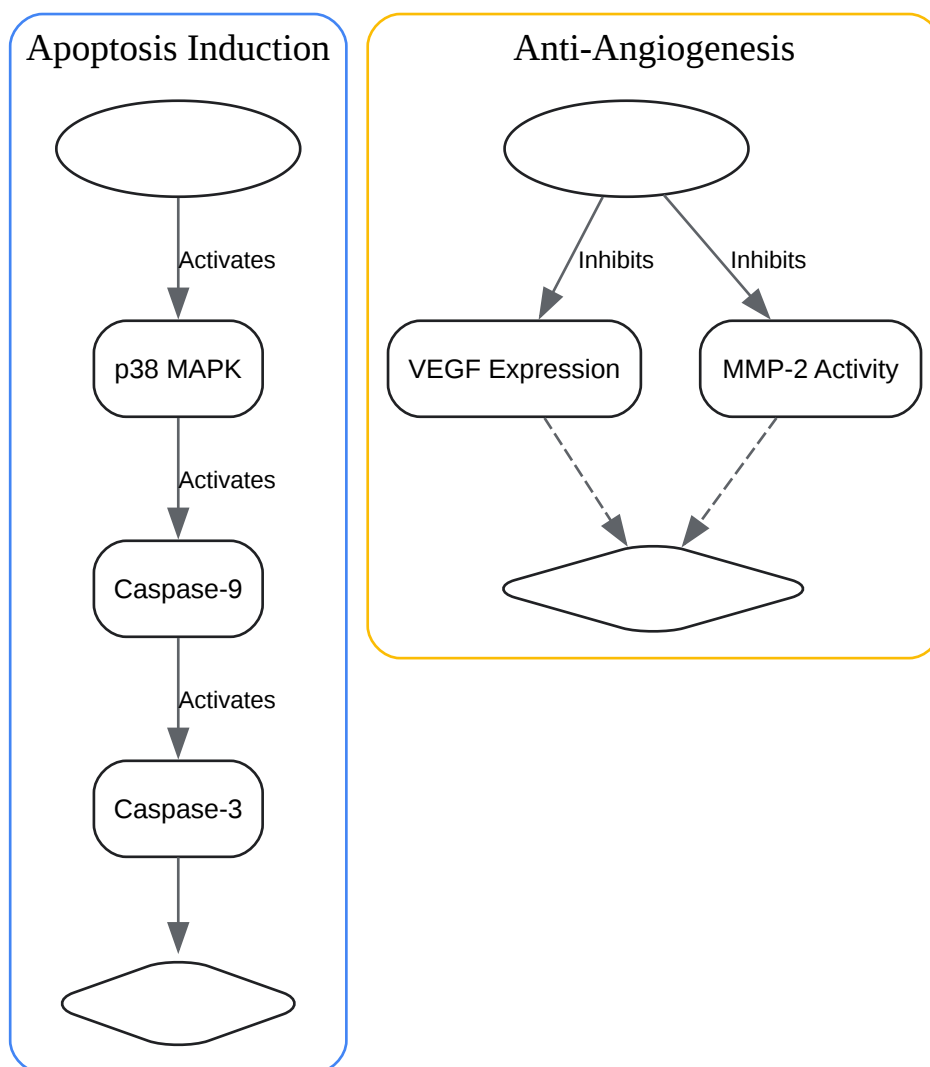 Apoptosis Induction
Activates
p38 MAPK
Activates
Caspase-9
Activates
Caspase-3
Anti-Angiogenesis
Inhibits
Inhibits
VEGF Expression
MMP-2 Activity